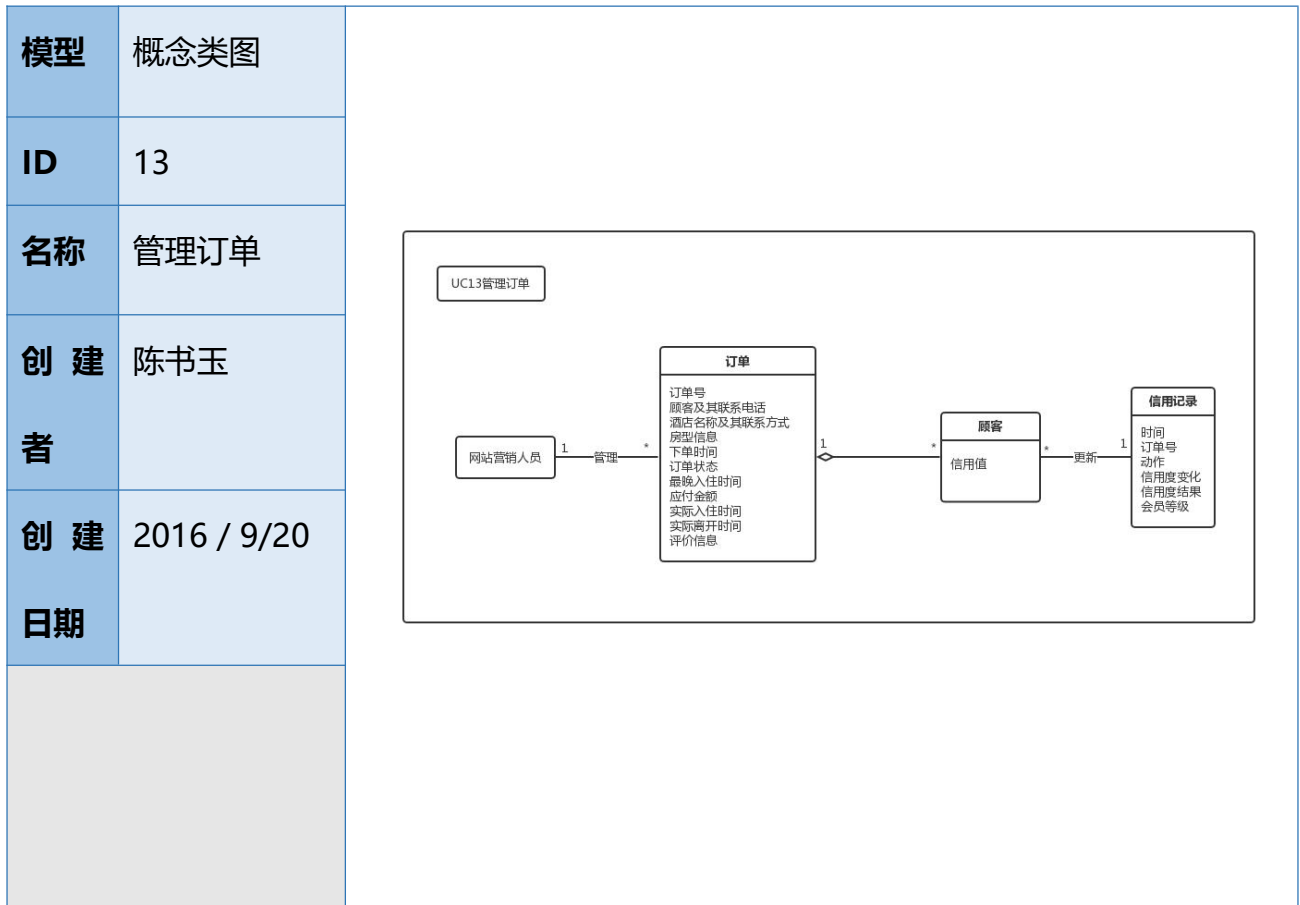 模型 概念类图
ID 13
名称 管理订单
创 建
者
陈书玉
创 建
日期
2016 / 9/20
UC13管理订单
网站营销人员
1
管理
*
订单
订单号
顾客及其联系电话
酒店名称及其联系方式
房型信息
下单时间
订单状态
最晚入住时间
应付金额
实际入住时间
实际离开时间
评价信息
1
*
顾客
信用值
*
更新
1
信用记录
时间
订单号
动作
信用度变化
信用度结果
会员等级